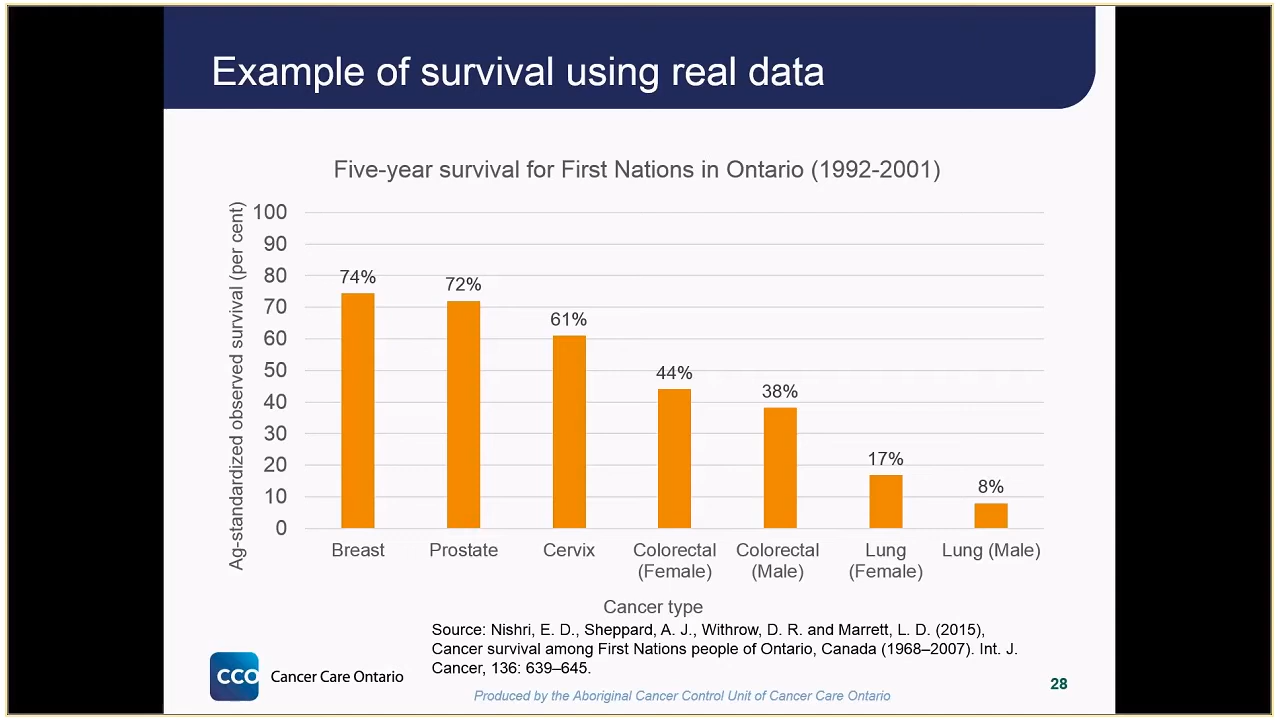 Example of survival using real data
Five-year survival for First Nations in Ontario (1992-2001)
Ag-standardized observed survival (per cent)
100
90
80
70
60
50
40
30
20
10
0
74%
72%
61%
44%
38%
17%
8%
Breast
Prostate
Cervix
Colorectal
(Female)
Colorectal
(Male)
Lung
(Female)
Lung (Male)
Cancer type
Source: Nishri, E. D., Sheppard, A. J., Withrow, D. R. and Marrett, L. D. (2015),
Cancer survival among First Nations people of Ontario, Canada (1968–2007). Int. J.
Cancer, 136: 639–645.
CCO Cancer Care Ontario
Produced by the Aboriginal Cancer Control Unit of Cancer Care Ontario
28